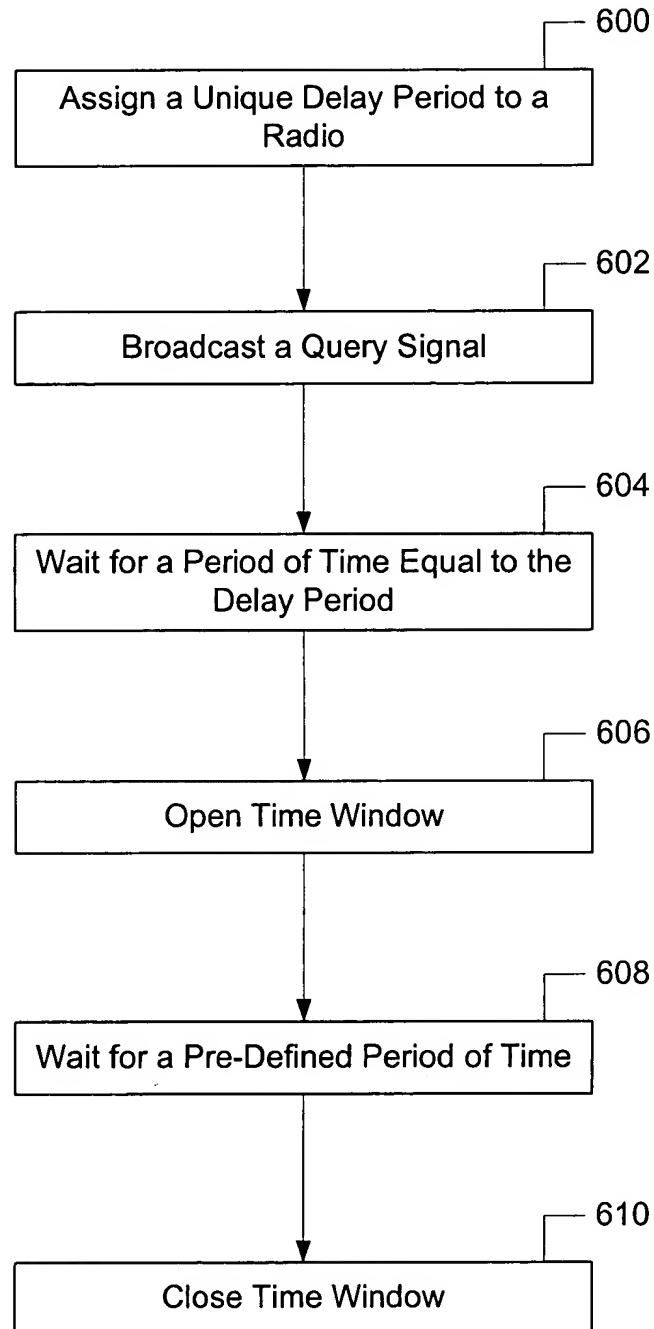 600
Assign a Unique Delay Period to a
Radio
602
Broadcast a Query Signal
604
Wait for a Period of Time Equal to the
Delay Period
606
Open Time Window
608
Wait for a Pre-Defined Period of Time
610
Close Time Window